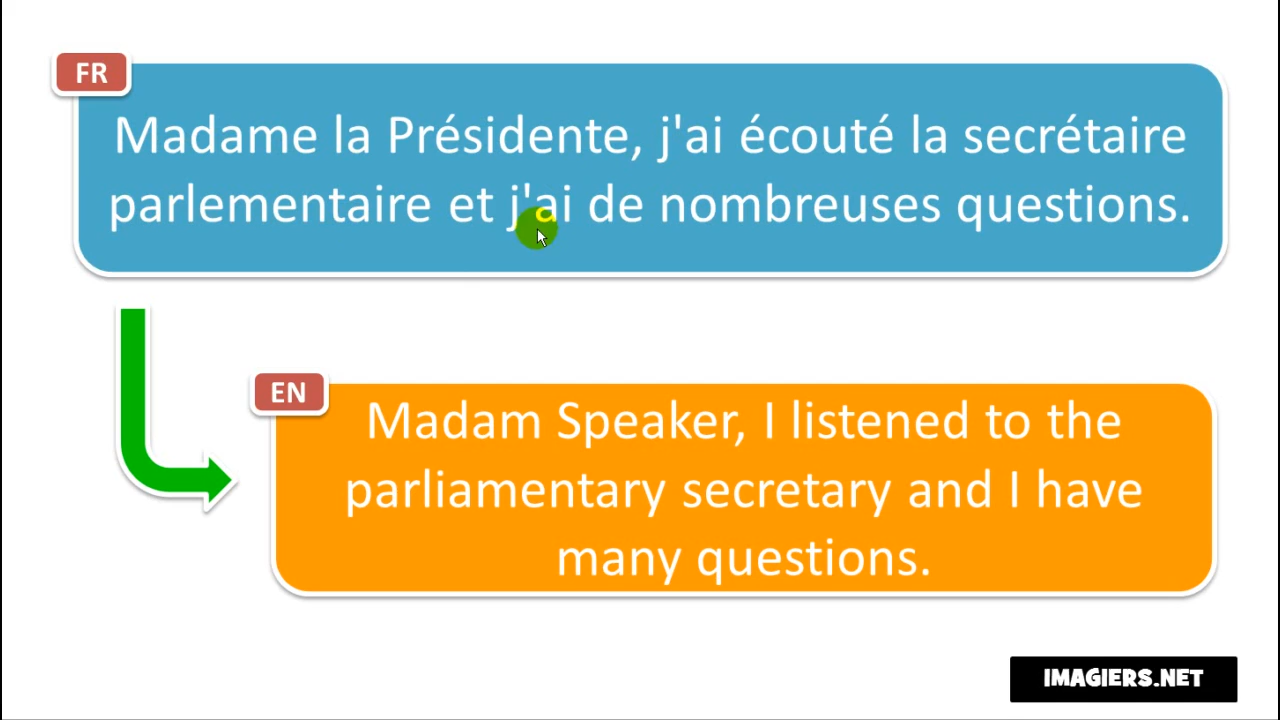 FR
Madame la Présidente, j'ai écouté la secrétaire
parlementaire et j'ai de nombreuses questions.
EN
Madam Speaker, I listened to the
parliamentary secretary and I have
many questions.
IMAGIERS.NET